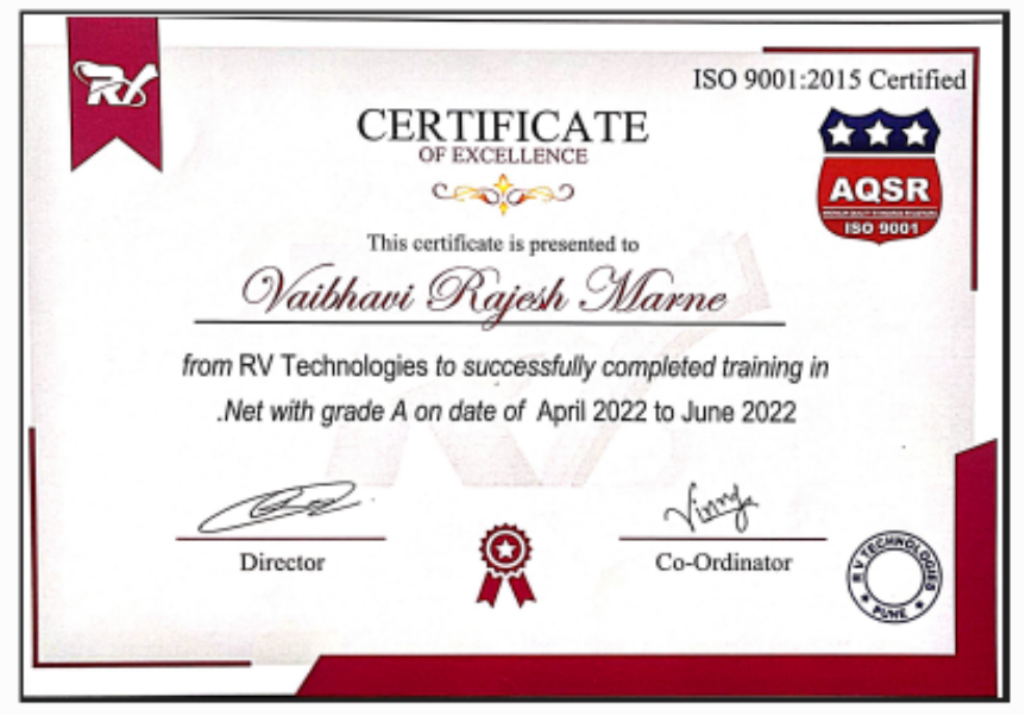 RV
ISO 9001:2015 Certified
CERTIFICATE
OF EXCELLENCE
AQSR
ISO 9001
This certificate is presented to
Vaibhavi Rajesh Marne
from RV Technologies to successfully completed training in
.Net with grade A on date of April 2022 to June 2022
Vinny
Director
Co-Ordinator
RV TECHNOLOGIES
PUNE